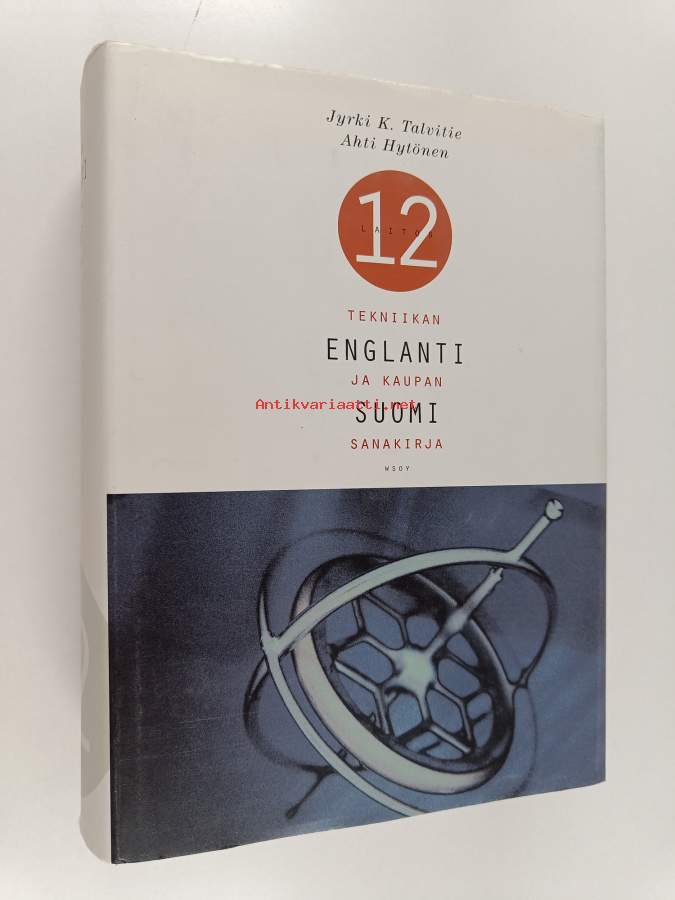 Jyrki K. Talvitie
Ahti Hytönen
12
LAITOS
TEKNIIKAN
ENGLANTI
JA KAUPAN
Antikvariaatti.net
SUOMI
SANAKIRJA
WSOY